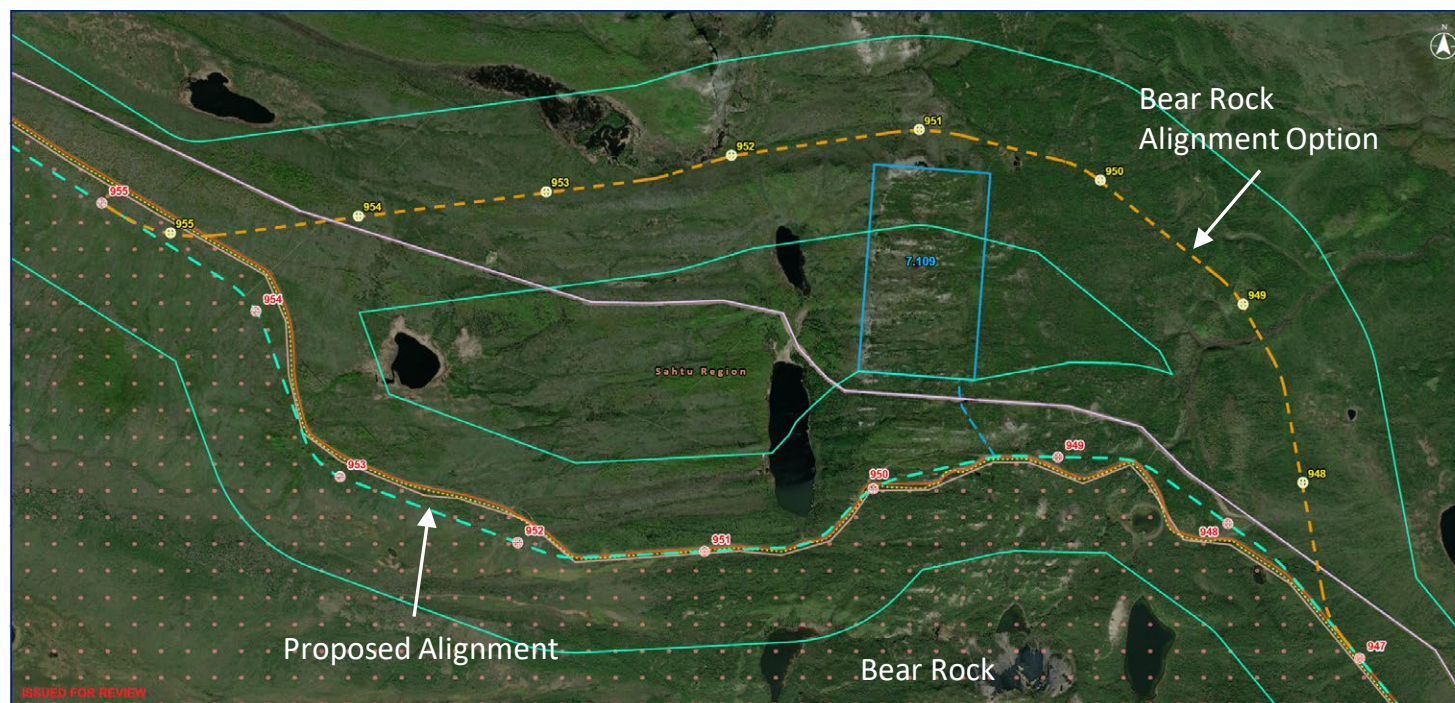 N
Bear Rock
Alignment Option
951
952
950
953
955
954
955
7.109
949
954
Sahtu Region
949
953
950
948
948
952
951
Proposed Alignment
Bear Rock
947
ISSUED FOR REVIEW